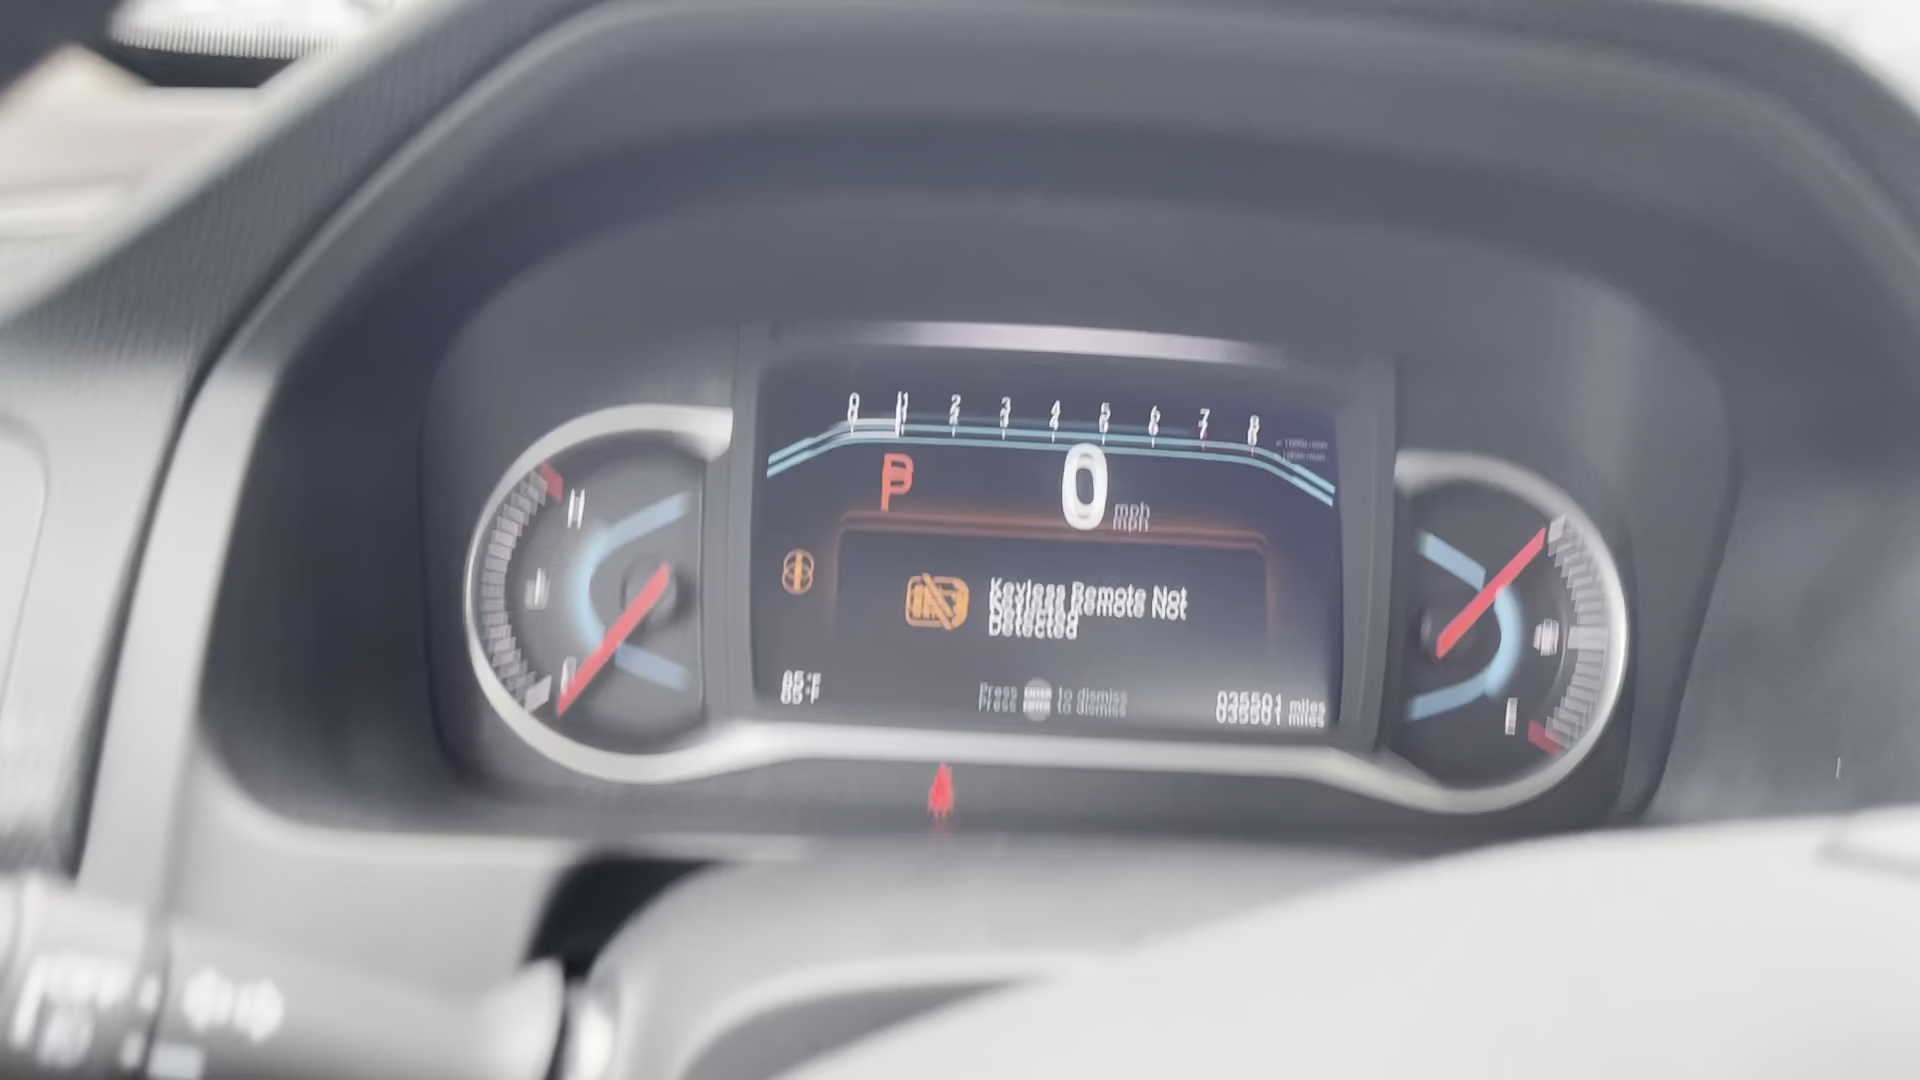 0 1 2 3 4 5 6 7 8
P 0
mph
H
Keyless Remote Not
Detected
85°F
Press to dismiss
035501 miles